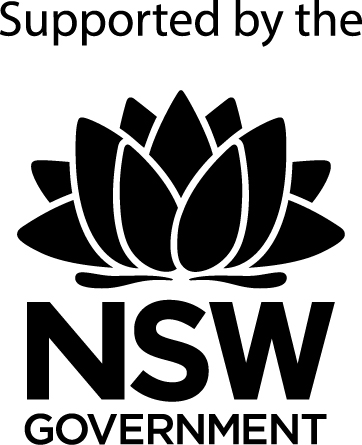 Supported by the
NSW
GOVERNMENT